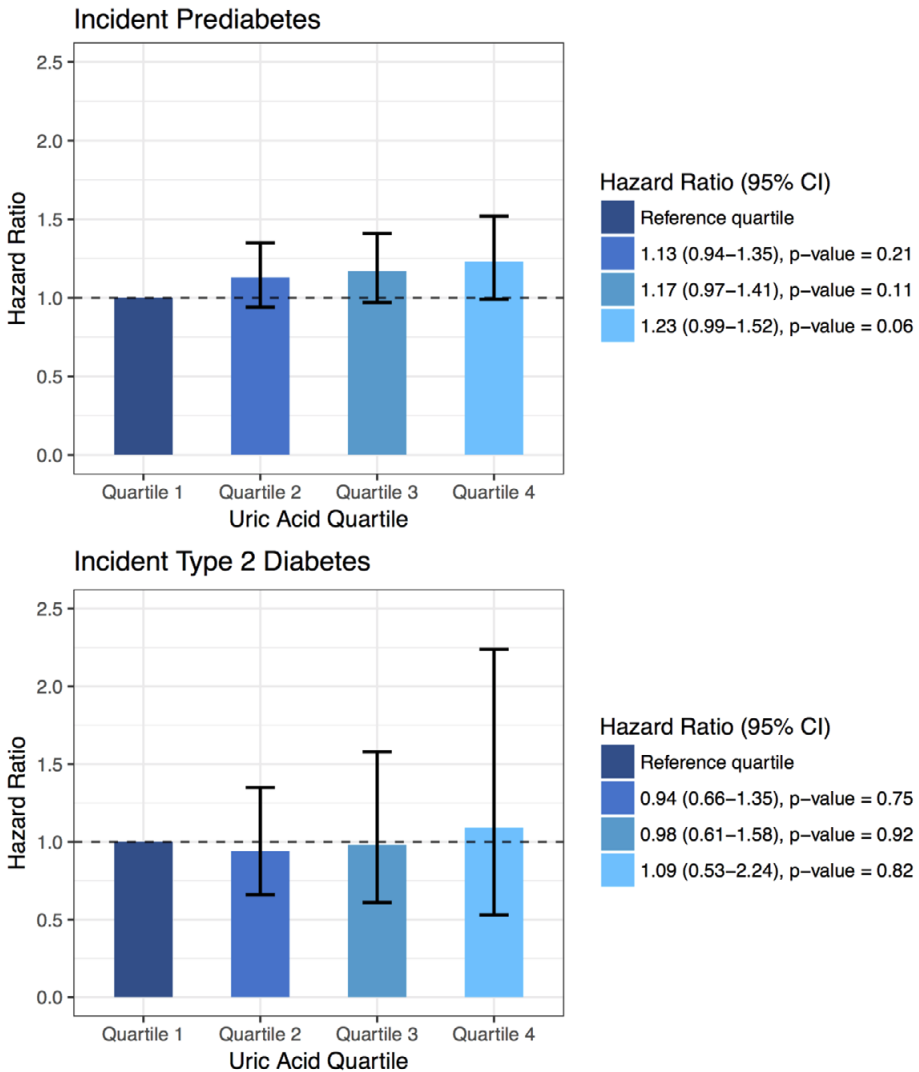 Incident Prediabetes
Hazard Ratio
2.5
2.0
1.5
1.0
0.5
0.0
Quartile 1 Quartile 2 Quartile 3 Quartile 4
Uric Acid Quartile
Hazard Ratio (95% CI)
Reference quartile
1.13 (0.94−1.35), p−value = 0.21
1.17 (0.97−1.41), p−value = 0.11
1.23 (0.99−1.52), p−value = 0.06
Incident Type 2 Diabetes
Hazard Ratio
2.5
2.0
1.5
1.0
0.5
0.0
Quartile 1 Quartile 2 Quartile 3 Quartile 4
Uric Acid Quartile
Hazard Ratio (95% CI)
Reference quartile
0.94 (0.66−1.35), p−value = 0.75
0.98 (0.61−1.58), p−value = 0.92
1.09 (0.53−2.24), p−value = 0.82